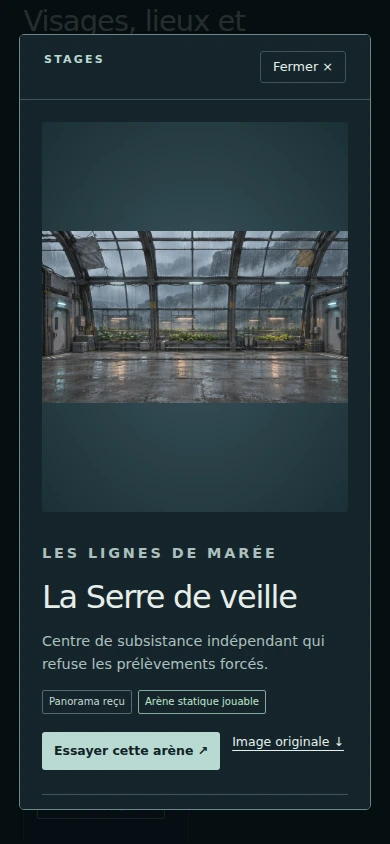 Visages, lieux et
STAGES
Fermer ×
LES LIGNES DE MARÉE
La Serre de veille
Centre de subsistance indépendant qui
refuse les prélèvements forcés.
Panorama reçu
Arène statique jouable
Essayer cette arène ↗
Image originale ↓